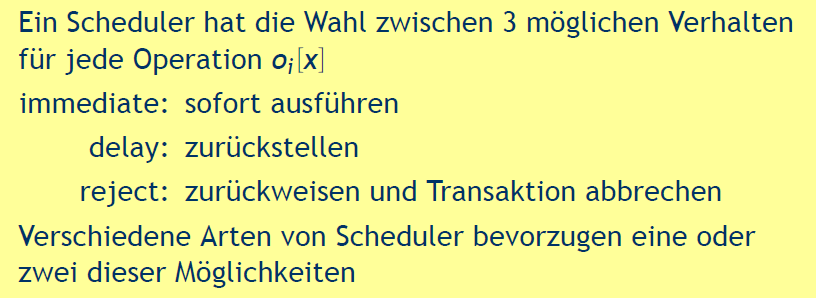 Ein Scheduler hat die Wahl zwischen 3 möglichen Verhalten
für jede Operation oᵢ[x]
immediate: sofort ausführen
delay: zurückstellen
reject: zurückweisen und Transaktion abbrechen
Verschiedene Arten von Scheduler bevorzugen eine oder
zwei dieser Möglichkeiten